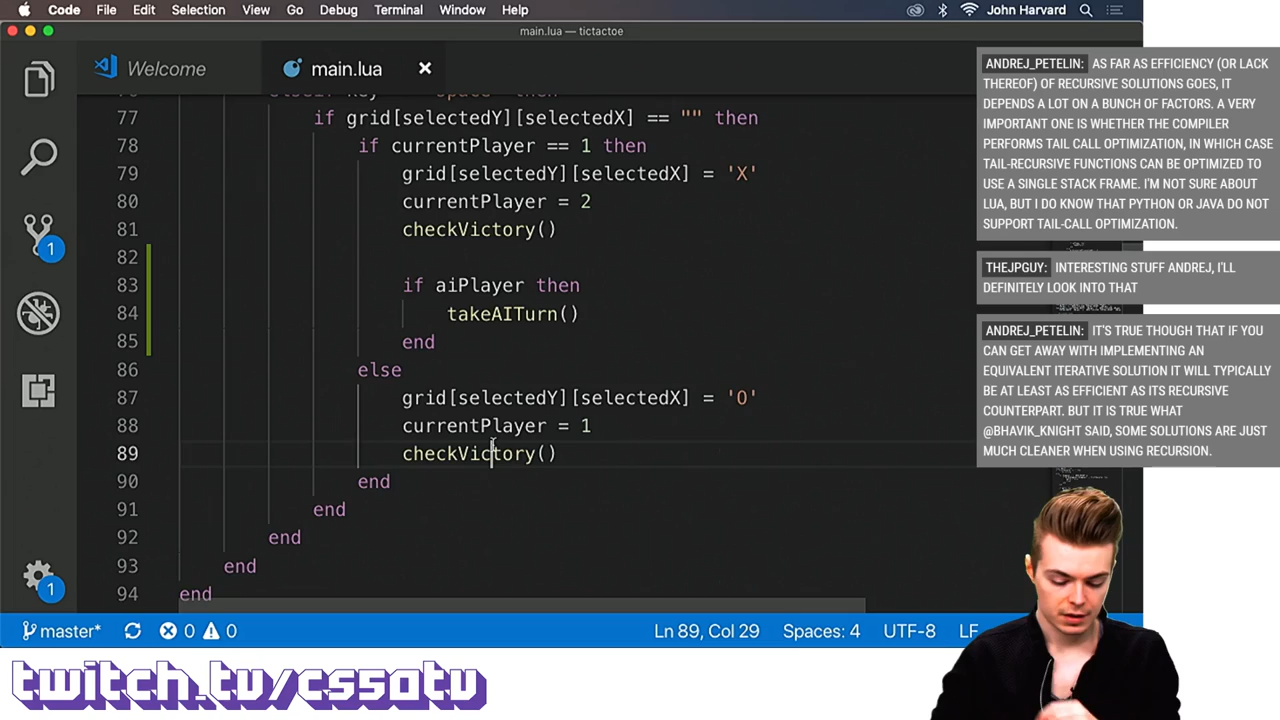 Code File Edit Selection View Go Debug Terminal Window Help John Harvard
main.lua — tictactoe
Welcome main.lua
77 if grid[selectedY][selectedX] == "" then
78 if currentPlayer == 1 then
79 grid[selectedY][selectedX] = 'X'
80 currentPlayer = 2
81 checkVictory()
82
83 if aiPlayer then
84 takeAITurn()
85 end
86 else
87 grid[selectedY][selectedX] = 'O'
88 currentPlayer = 1
89 checkVictory()
90 end
91 end
92 end
93 end
94 end
1
1
master* 0 0 Ln 89, Col 29 Spaces: 4 UTF-8 LF
ANDREJ_PETELIN: AS FAR AS EFFICIENCY (OR LACK
THEREOF) OF RECURSIVE SOLUTIONS GOES, IT
DEPENDS A LOT ON A BUNCH OF FACTORS. A VERY
IMPORTANT ONE IS WHETHER THE COMPILER
PERFORMS TAIL CALL OPTIMIZATION, IN WHICH CASE
TAIL-RECURSIVE FUNCTIONS CAN BE OPTIMIZED TO
USE A SINGLE STACK FRAME. I'M NOT SURE ABOUT
LUA, BUT I DO KNOW THAT PYTHON OR JAVA DO NOT
SUPPORT TAIL-CALL OPTIMIZATION.
THEJPGUY: INTERESTING STUFF ANDREJ, I'LL
DEFINITELY LOOK INTO THAT
ANDREJ_PETELIN: IT'S TRUE THOUGH THAT IF YOU
CAN GET AWAY WITH IMPLEMENTING AN
EQUIVALENT ITERATIVE SOLUTION IT WILL TYPICALLY
BE AT LEAST AS EFFICIENT AS ITS RECURSIVE
COUNTERPART. BUT IT IS TRUE WHAT
@BHAVIK_KNIGHT SAID, SOME SOLUTIONS ARE JUST
MUCH CLEANER WHEN USING RECURSION.
twitch.tv/cs50tv